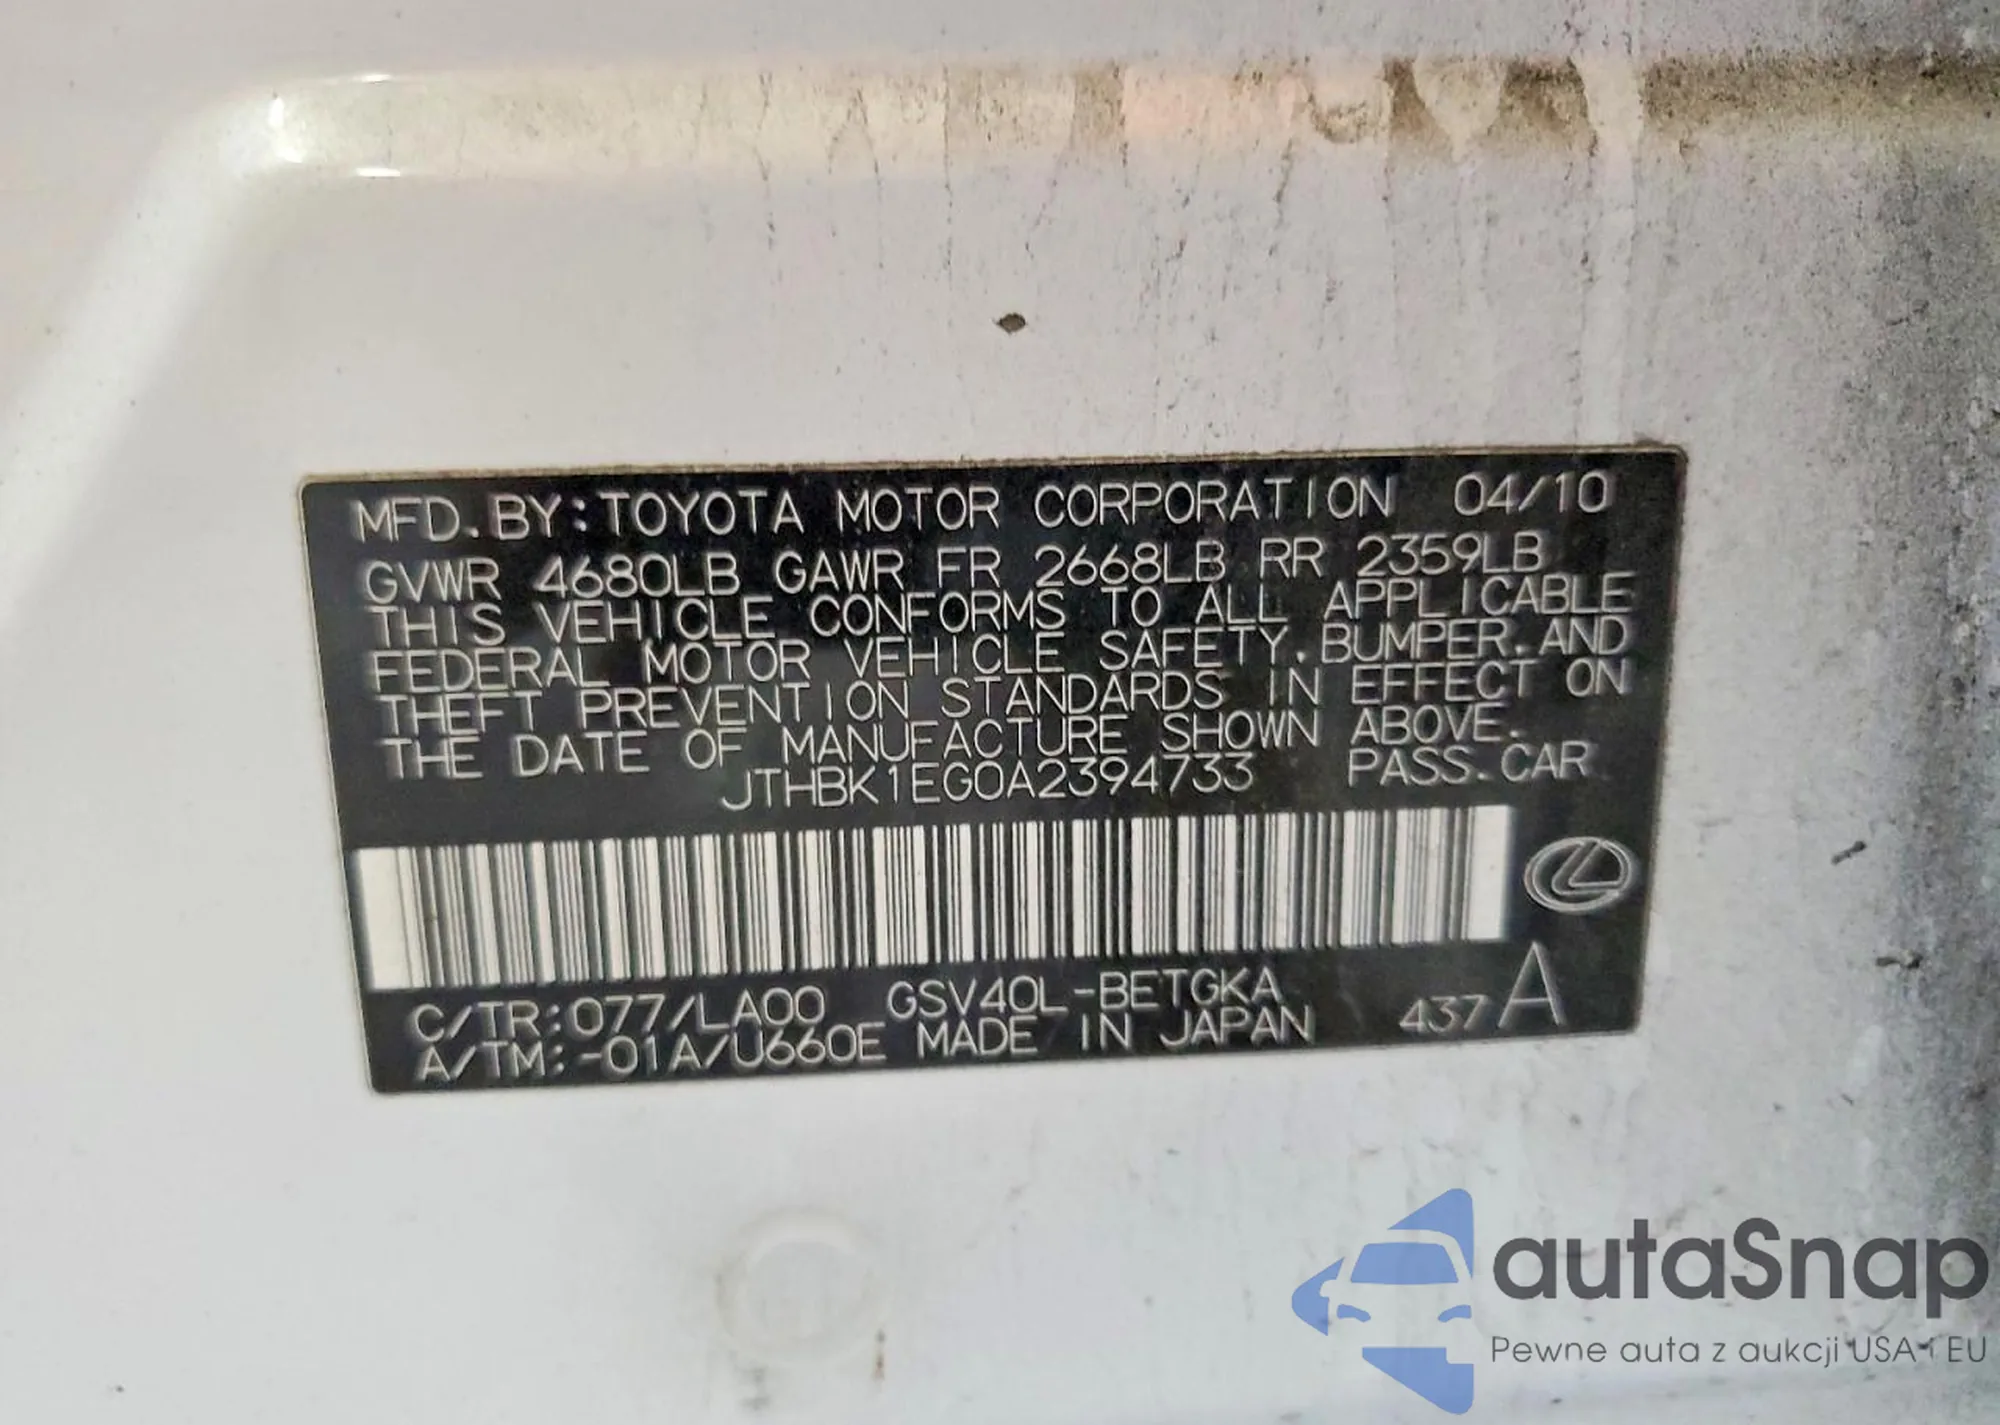 MFD. BY: TOYOTA MOTOR CORPORATION 04/10
GVWR 4680LB GAWR FR 2668LB RR 2359LB
THIS VEHICLE CONFORMS TO ALL APPLICABLE
FEDERAL MOTOR VEHICLE SAFETY, BUMPER, AND
THEFT PREVENTION STANDARDS IN EFFECT ON
THE DATE OF MANUFACTURE SHOWN ABOVE.
JTHBK1EG0A2394733 PASS. CAR
C/TR: 077/LA00 GSV40L-BETGKA
A/TM: -01A/U660E MADE IN JAPAN 437 A
autaSnap
Pewne auta z aukcji USA i EU